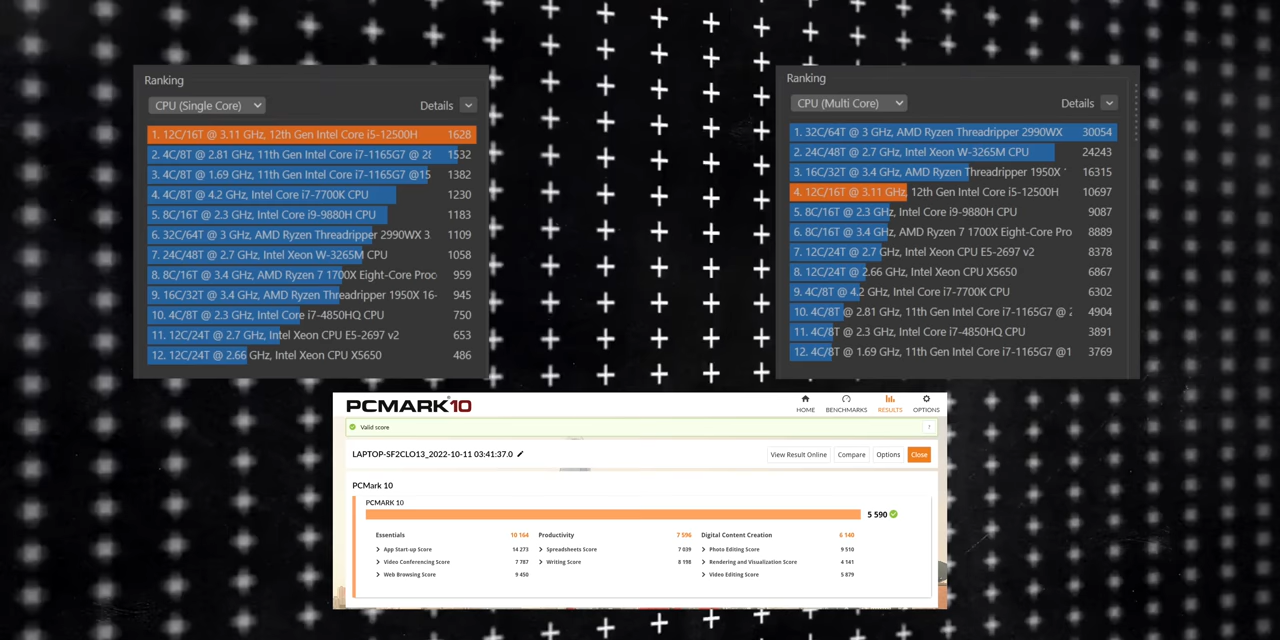 Ranking
CPU (Single Core)
Details
1. 12C/16T @ 3.11 GHz, 12th Gen Intel Core i5-12500H 1628
2. 4C/8T @ 2.81 GHz, 11th Gen Intel Core i7-1165G7 @ 28 1532
3. 4C/8T @ 1.69 GHz, 11th Gen Intel Core i7-1165G7 @15 1382
4. 4C/8T @ 4.2 GHz, Intel Core i7-7700K CPU 1230
5. 8C/16T @ 2.3 GHz, Intel Core i9-9880H CPU 1183
6. 32C/64T @ 3 GHz, AMD Ryzen Threadripper 2990WX 3 1109
7. 24C/48T @ 2.7 GHz, Intel Xeon W-3265M CPU 1058
8. 8C/16T @ 3.4 GHz, AMD Ryzen 7 1700X Eight-Core Proc 959
9. 16C/32T @ 3.4 GHz, AMD Ryzen Threadripper 1950X 16- 945
10. 4C/8T @ 2.3 GHz, Intel Core i7-4850HQ CPU 750
11. 12C/24T @ 2.7 GHz, Intel Xeon CPU E5-2697 v2 653
12. 12C/24T @ 2.66 GHz, Intel Xeon CPU X5650 486
Ranking
CPU (Multi Core)
Details
1. 32C/64T @ 3 GHz, AMD Ryzen Threadripper 2990WX 30054
2. 24C/48T @ 2.7 GHz, Intel Xeon W-3265M CPU 24243
3. 16C/32T @ 3.4 GHz, AMD Ryzen Threadripper 1950X 16315
4. 12C/16T @ 3.11 GHz, 12th Gen Intel Core i5-12500H 10697
5. 8C/16T @ 2.3 GHz, Intel Core i9-9880H CPU 9087
6. 8C/16T @ 3.4 GHz, AMD Ryzen 7 1700X Eight-Core Pro 8889
7. 12C/24T @ 2.7 GHz, Intel Xeon CPU E5-2697 v2 8378
8. 12C/24T @ 2.66 GHz, Intel Xeon CPU X5650 6867
9. 4C/8T @ 4.2 GHz, Intel Core i7-7700K CPU 6302
10. 4C/8T @ 2.81 GHz, 11th Gen Intel Core i7-1165G7 @ 2 4904
11. 4C/8T @ 2.3 GHz, Intel Core i7-4850HQ CPU 3891
12. 4C/8T @ 1.69 GHz, 11th Gen Intel Core i7-1165G7 @1 3769
PCMARK®10
HOME BENCHMARKS RESULTS OPTIONS
Valid score
LAPTOP-SF2CLO13_2022-10-11 03:41:37.0
View Result Online Compare Options Close
PCMark 10
PCMARK 10
5 590
Essentials 10 164 Productivity 7 596 Digital Content Creation 6 140
App Start-up Score 14 273 Spreadsheets Score 7 039 Photo Editing Score 9 510
Video Conferencing Score 7 787 Writing Score 8 198 Rendering and Visualization Score 4 141
Web Browsing Score 9 450 Video Editing Score 5 879